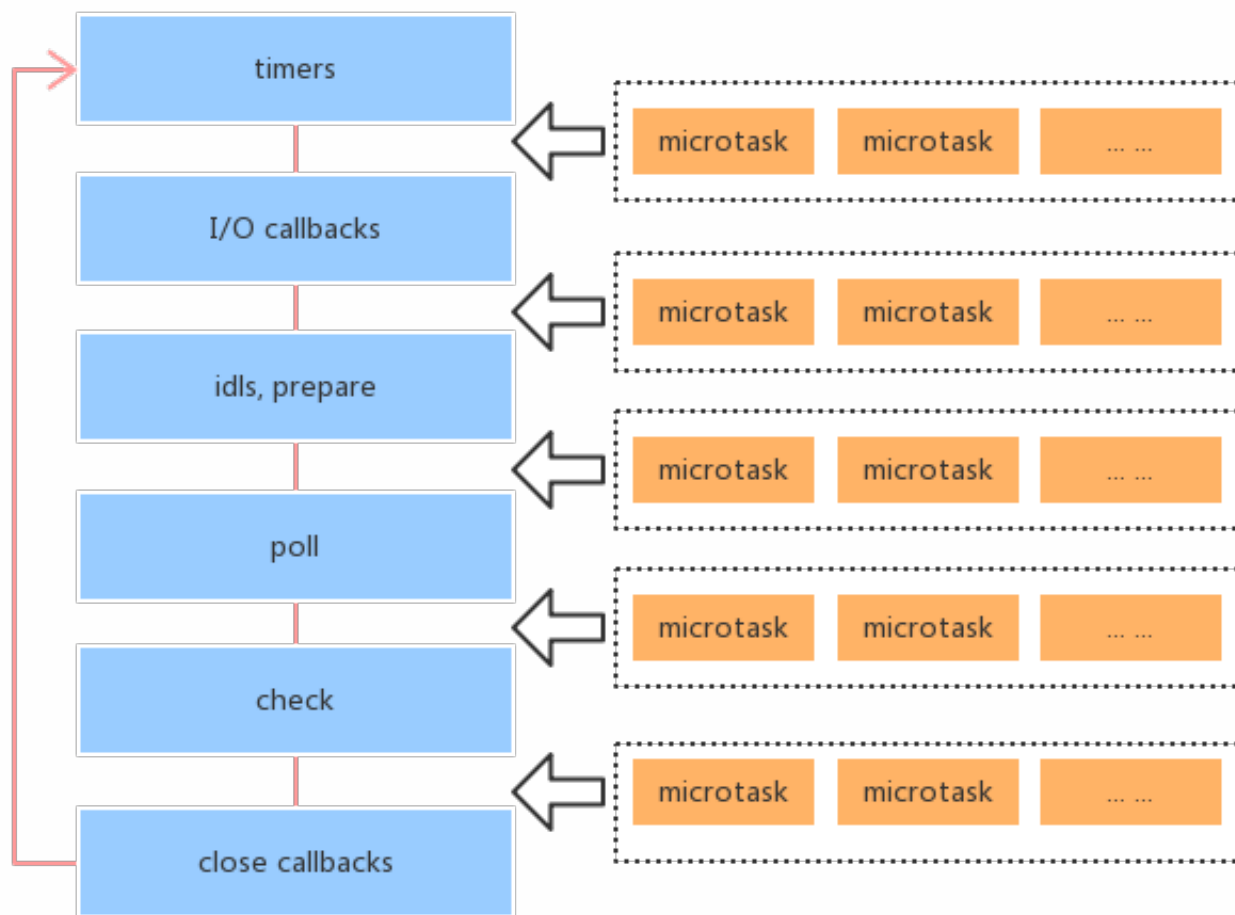 timers
microtask microtask ... ...
I/O callbacks
microtask microtask ... ...
idls, prepare
microtask microtask ... ...
poll
microtask microtask ... ...
check
microtask microtask ... ...
close callbacks